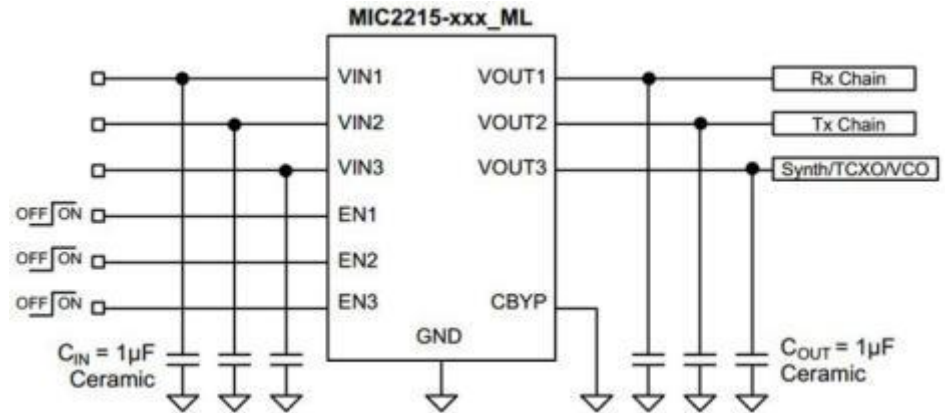 MIC2215-xxx_ML
VIN1
VOUT1
Rx Chain
VIN2
VOUT2
Tx Chain
VIN3
VOUT3
Synth/TCXO/VCO
OFF ON
EN1
OFF ON
EN2
OFF ON
EN3
CBYP
GND
CIN = 1µF
Ceramic
COUT = 1µF
Ceramic